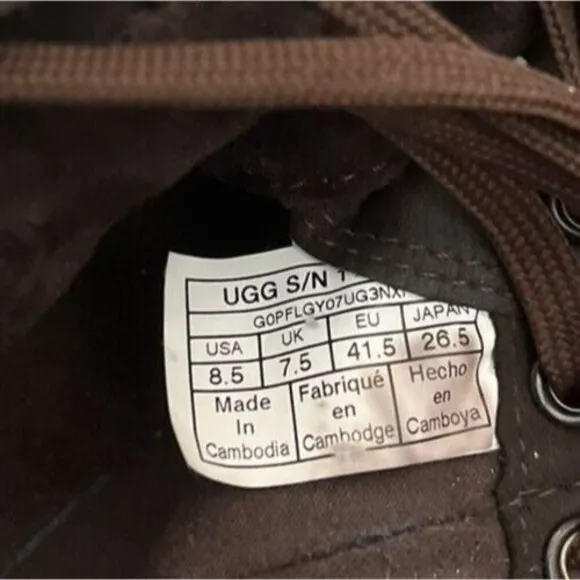 UGG S/N 1
G0PFLGY07UG3NX
USA UK EU JAPAN
8.5 7.5 41.5 26.5
Made In Cambodia
Fabriqué en Cambodge
Hecho en Camboya